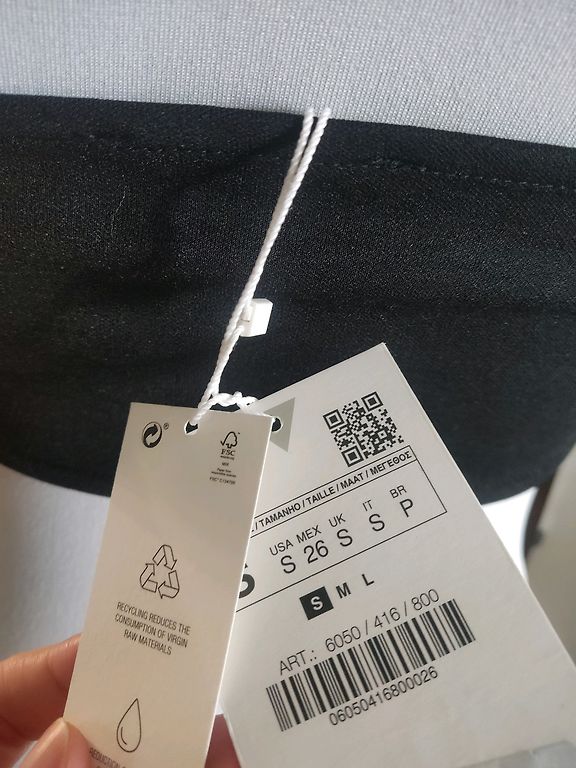 ®
FSC
MIX
RECYCLING REDUCES THE
CONSUMPTION OF VIRGIN
RAW MATERIALS
/ TAMANHO / TAILLE / MAAT / ΜΕΓΕΘΟΣ
USA MEX UK IT BR
S S 26 S S P
S M L
ART.: 6050 / 416 / 800
06050416800026